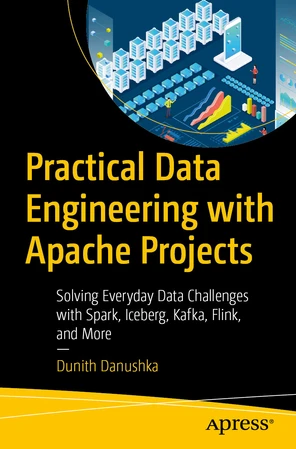 Practical Data
Engineering with
Apache Projects
Solving Everyday Data Challenges
with Spark, Iceberg, Kafka, Flink,
and More
—
Dunith Danushka
Apress®